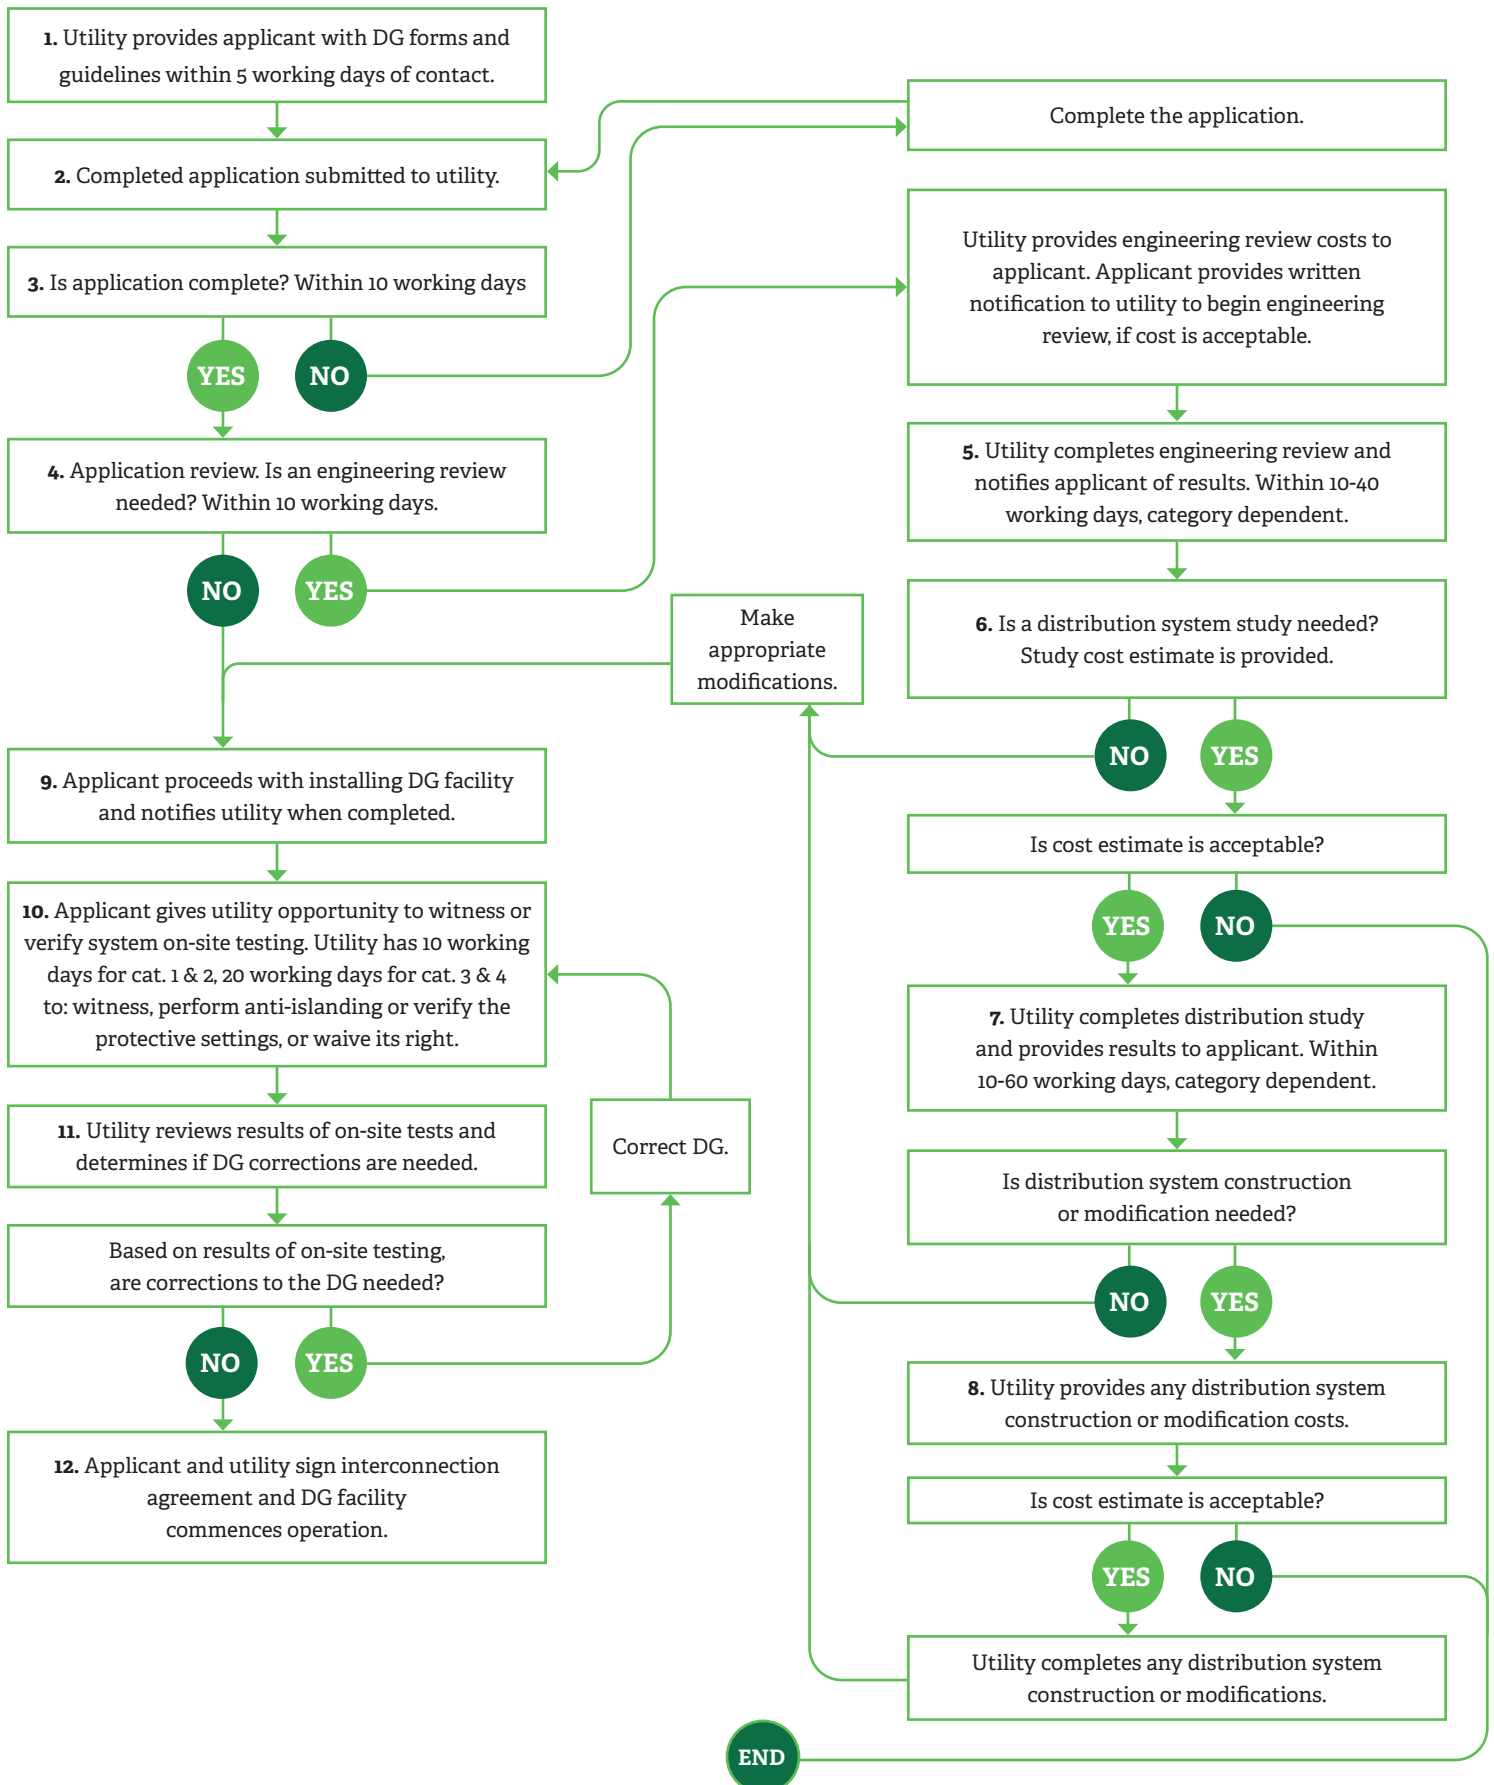 1. Utility provides applicant with DG forms and
guidelines within 5 working days of contact.
2. Completed application submitted to utility.
3. Is application complete? Within 10 working days
YES
NO
Complete the application.
4. Application review. Is an engineering review
needed? Within 10 working days.
NO
YES
Utility provides engineering review costs to
applicant. Applicant provides written
notification to utility to begin engineering
review, if cost is acceptable.
5. Utility completes engineering review and
notifies applicant of results. Within 10-40
working days, category dependent.
6. Is a distribution system study needed?
Study cost estimate is provided.
NO
YES
Make
appropriate
modifications.
Is cost estimate is acceptable?
YES
NO
7. Utility completes distribution study
and provides results to applicant. Within
10-60 working days, category dependent.
Is distribution system construction
or modification needed?
NO
YES
8. Utility provides any distribution system
construction or modification costs.
Is cost estimate is acceptable?
YES
NO
Utility completes any distribution system
construction or modifications.
END
9. Applicant proceeds with installing DG facility
and notifies utility when completed.
10. Applicant gives utility opportunity to witness or
verify system on-site testing. Utility has 10 working
days for cat. 1 & 2, 20 working days for cat. 3 & 4
to: witness, perform anti-islanding or verify the
protective settings, or waive its right.
11. Utility reviews results of on-site tests and
determines if DG corrections are needed.
Based on results of on-site testing,
are corrections to the DG needed?
NO
YES
Correct DG.
12. Applicant and utility sign interconnection
agreement and DG facility
commences operation.